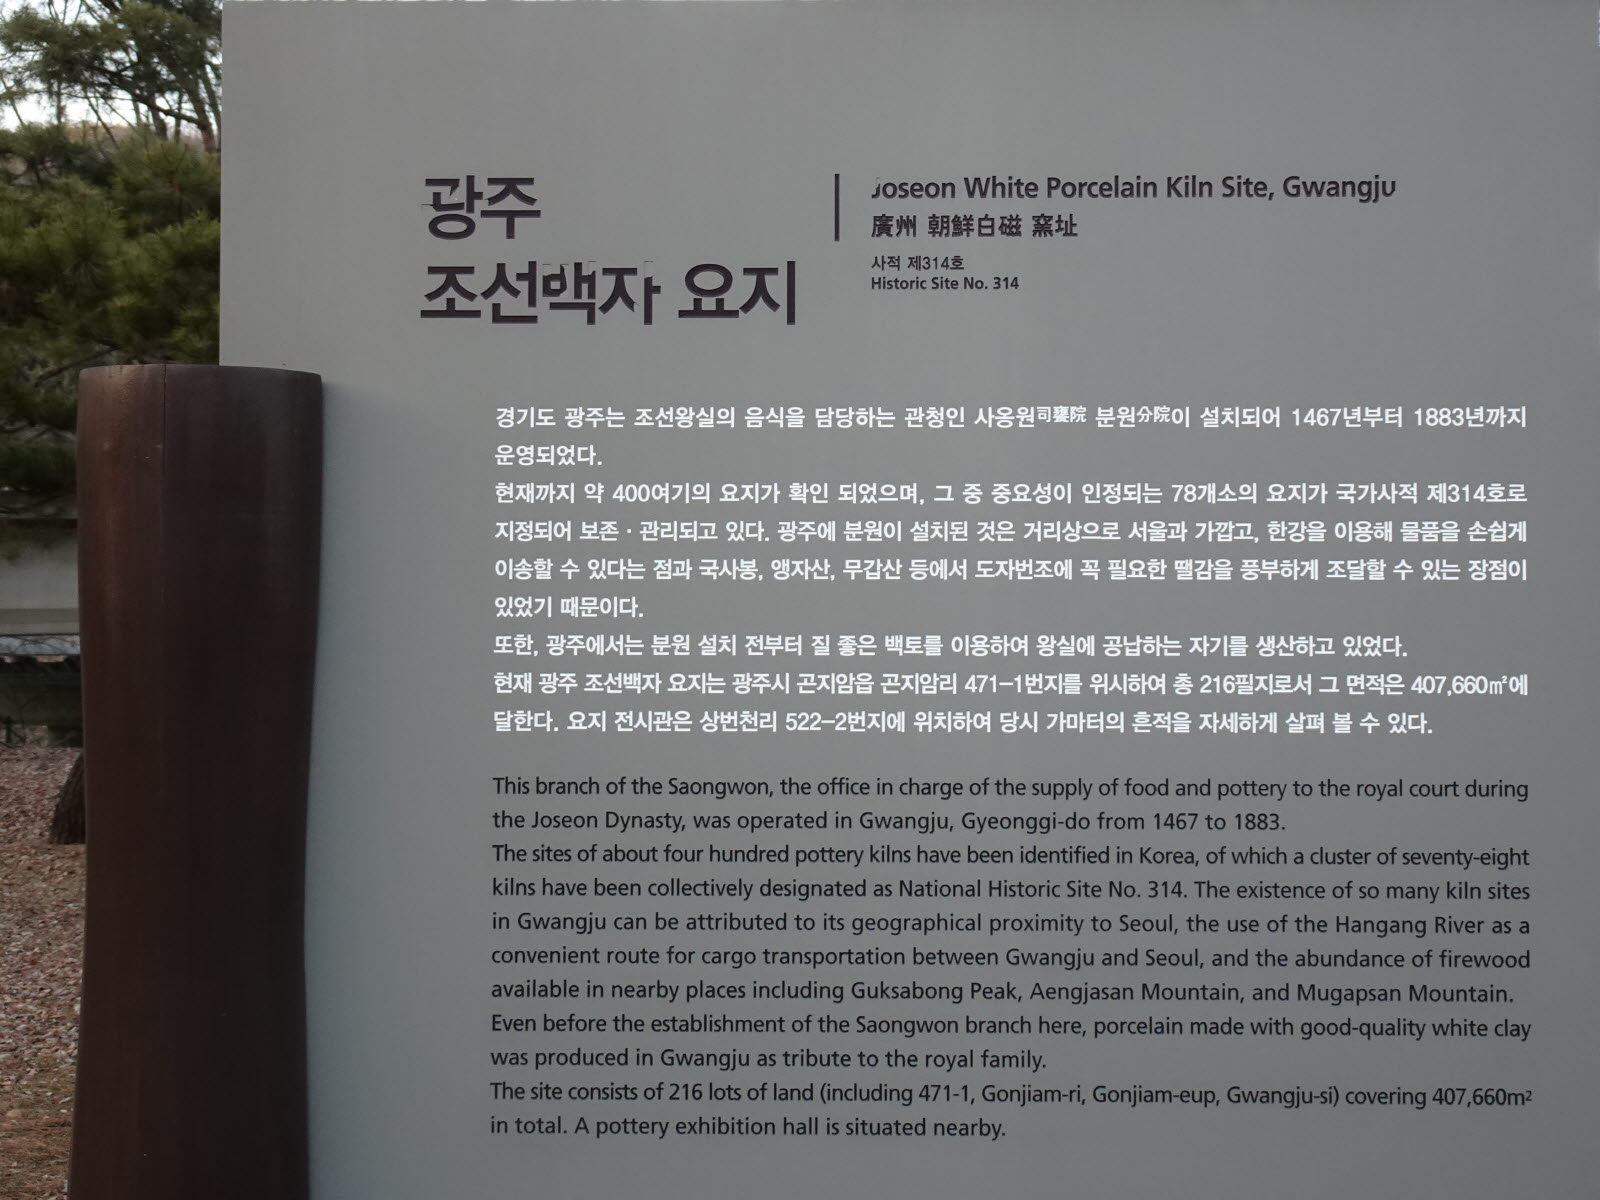 광주
조선백자 요지
Joseon White Porcelain Kiln Site, Gwangju
廣州 朝鮮白磁 窯址
사적 제314호
Historic Site No. 314
경기도 광주는 조선왕실의 음식을 담당하는 관청인 사옹원司饔院 분원分院이 설치되어 1467년부터 1883년까지
운영되었다.
현재까지 약 400여기의 요지가 확인 되었으며, 그 중 중요성이 인정되는 78개소의 요지가 국가사적 제314호로
지정되어 보존 · 관리되고 있다. 광주에 분원이 설치된 것은 거리상으로 서울과 가깝고, 한강을 이용해 물품을 손쉽게
이송할 수 있다는 점과 국사봉, 앵자산, 무갑산 등에서 도자번조에 꼭 필요한 땔감을 풍부하게 조달할 수 있는 장점이
있었기 때문이다.
또한, 광주에서는 분원 설치 전부터 질 좋은 백토를 이용하여 왕실에 공납하는 자기를 생산하고 있었다.
현재 광주 조선백자 요지는 광주시 곤지암읍 곤지암리 471-1번지를 위시하여 총 216필지로서 그 면적은 407,660㎡에
달한다. 요지 전시관은 상번천리 522-2번지에 위치하여 당시 가마터의 흔적을 자세하게 살펴 볼 수 있다.
This branch of the Saongwon, the office in charge of the supply of food and pottery to the royal court during
the Joseon Dynasty, was operated in Gwangju, Gyeonggi-do from 1467 to 1883.
The sites of about four hundred pottery kilns have been identified in Korea, of which a cluster of seventy-eight
kilns have been collectively designated as National Historic Site No. 314. The existence of so many kiln sites
in Gwangju can be attributed to its geographical proximity to Seoul, the use of the Hangang River as a
convenient route for cargo transportation between Gwangju and Seoul, and the abundance of firewood
available in nearby places including Guksabong Peak, Aengjasan Mountain, and Mugapsan Mountain.
Even before the establishment of the Saongwon branch here, porcelain made with good-quality white clay
was produced in Gwangju as tribute to the royal family.
The site consists of 216 lots of land (including 471-1, Gonjiam-ri, Gonjiam-eup, Gwangju-si) covering 407,660m²
in total. A pottery exhibition hall is situated nearby.